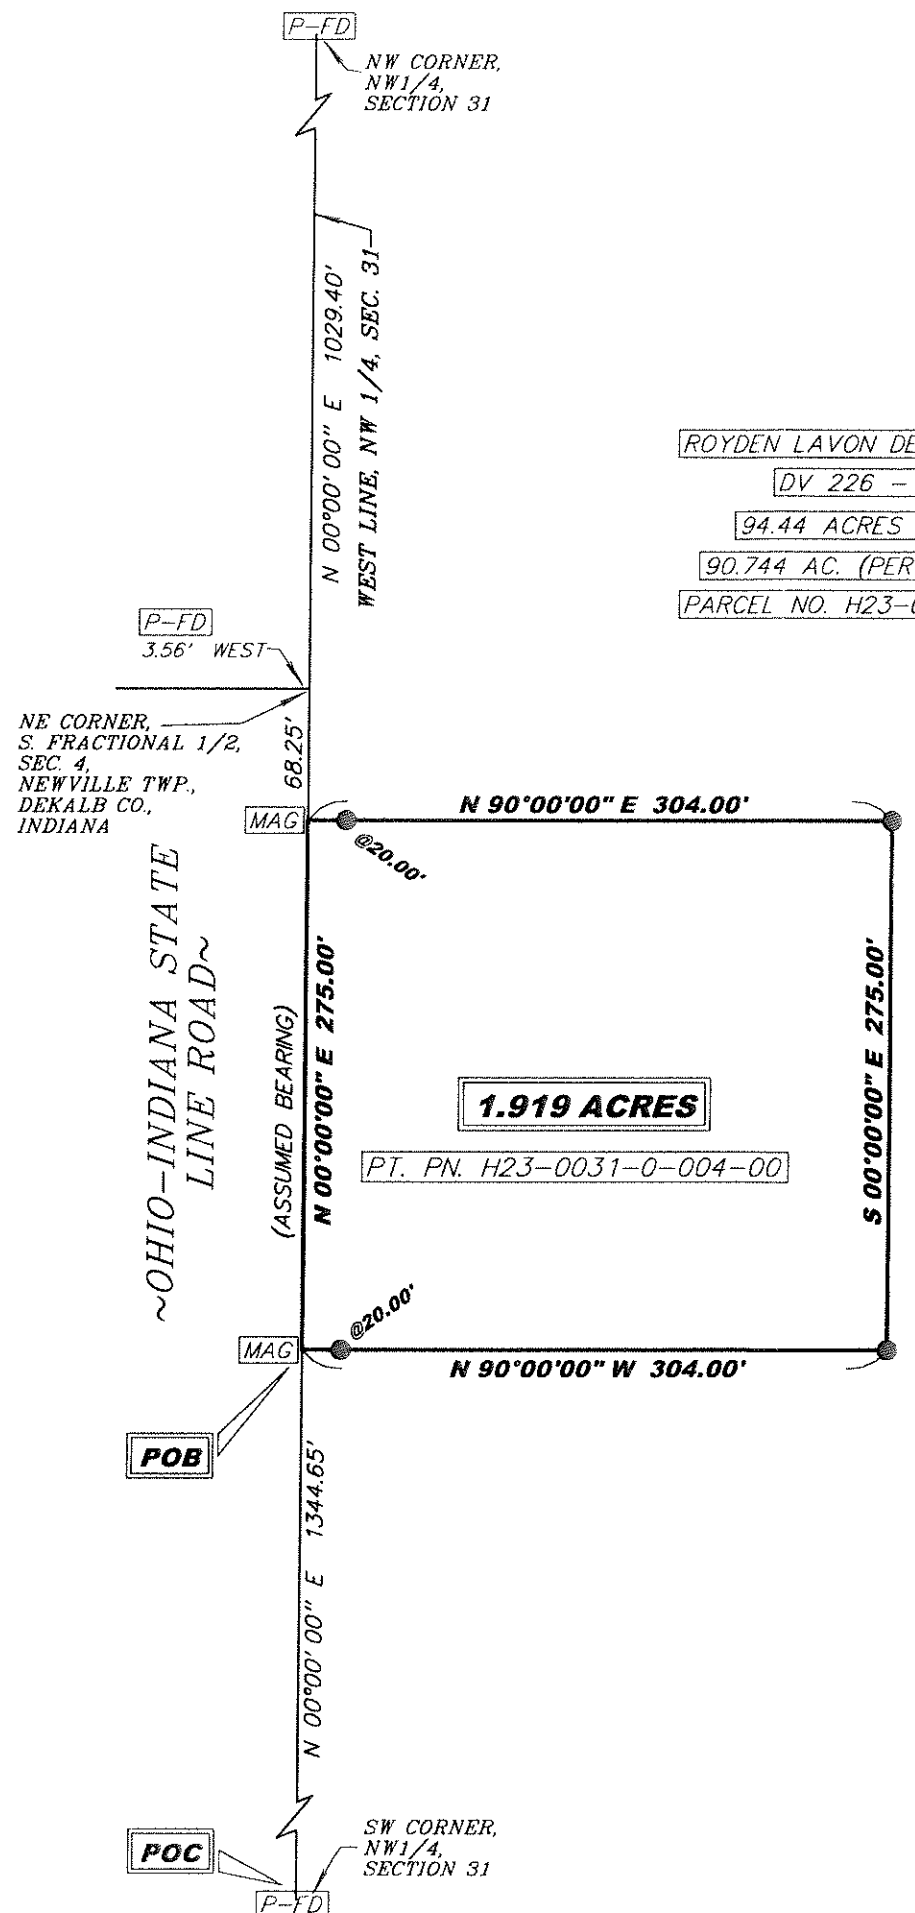 P-FD
NW CORNER,
NW1/4,
SECTION 31
N 00°00'00" E 1029.40'
WEST LINE, NW 1/4, SEC. 31
ROYDEN LAVON DE
DV 226 -
94.44 ACRES
90.744 AC. (PER
PARCEL NO. H23-0
P-FD
3.56' WEST
NE CORNER,
S. FRACTIONAL 1/2,
SEC. 4,
NEWVILLE TWP.,
DEKALB CO.,
INDIANA
68.25'
MAG
N 90°00'00" E 304.00'
@20.00'
~OHIO-INDIANA STATE
LINE ROAD~
(ASSUMED BEARING)
N 00°00'00" E 275.00'
S 00°00'00" E 275.00'
1.919 ACRES
PT. PN. H23-0031-0-004-00
@20.00'
MAG
N 90°00'00" W 304.00'
POB
N 00°00'00" E 1344.65'
SW CORNER,
NW1/4,
SECTION 31
POC
P-FD